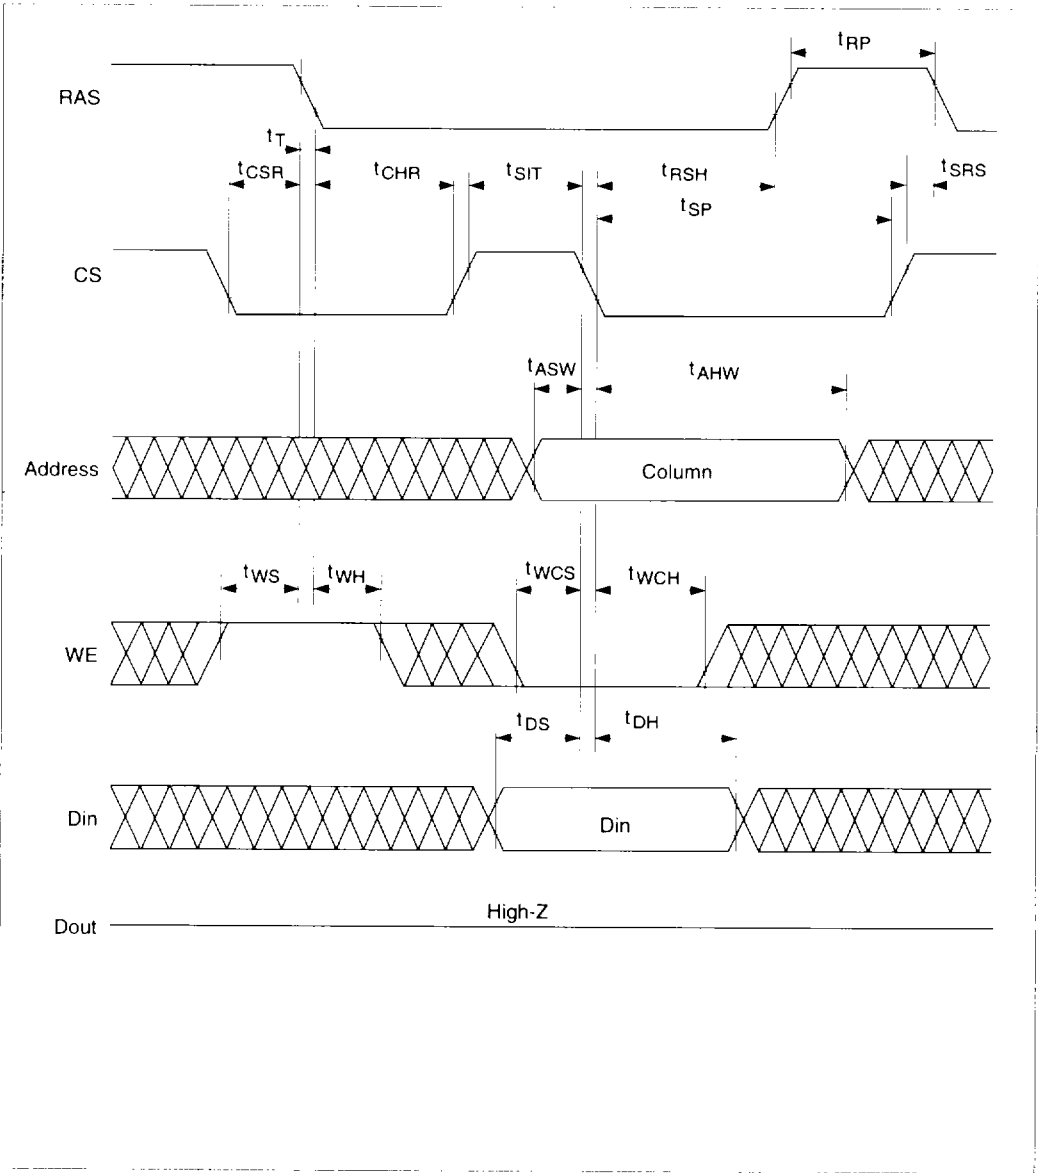 tRP
RAS
tT
tCSR
tCHR
tSIT
tRSH
tSRS
tSP
CS
tASW
tAHW
Address
Column
tWS
tWH
tWCS
tWCH
WE
tDS
tDH
Din
Din
High-Z
Dout